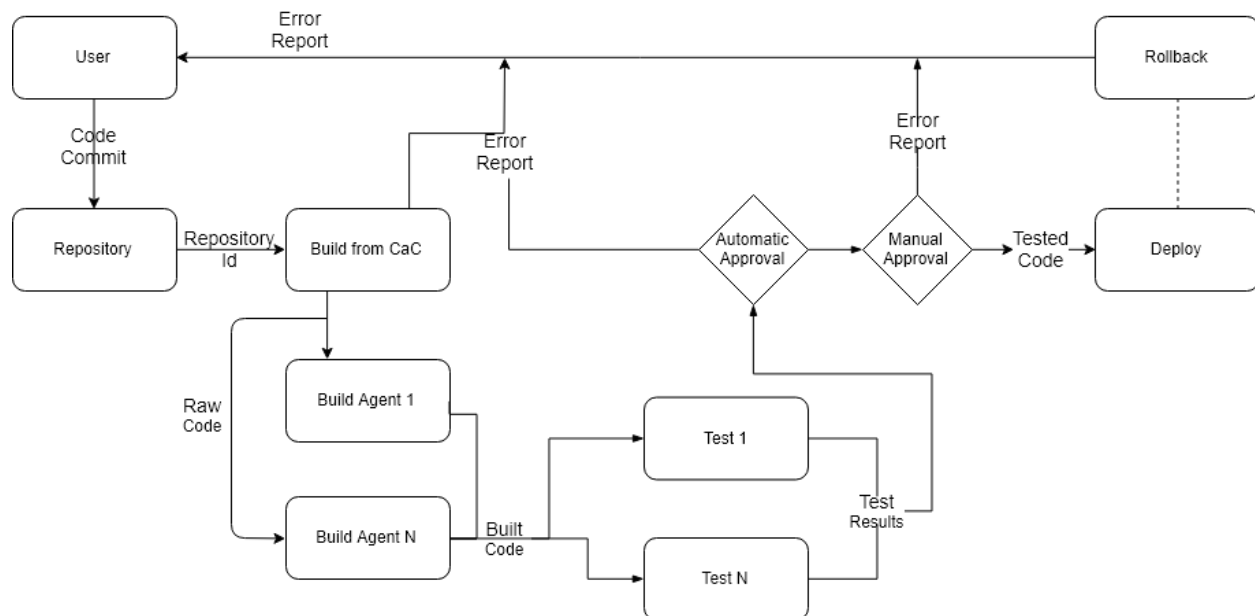 Error
Report
User
Rollback
Code
Commit
Error
Report
Error
Report
Repository
Repository
Id
Build from CaC
Automatic
Approval
Manual
Approval
Tested
Code
Deploy
Raw
Code
Build Agent 1
Test 1
Build Agent N
Built
Code
Test
Results
Test N